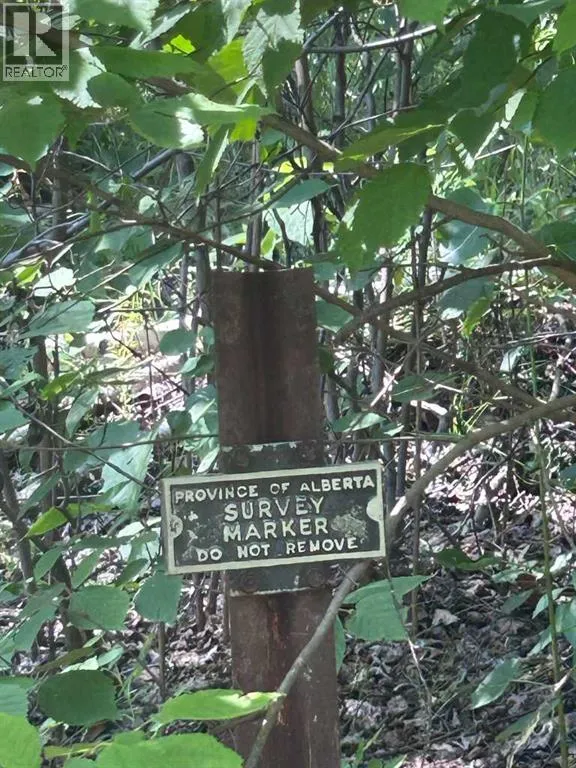 R
REALTOR®
PROVINCE OF ALBERTA
SURVEY
MARKER
DO NOT REMOVE